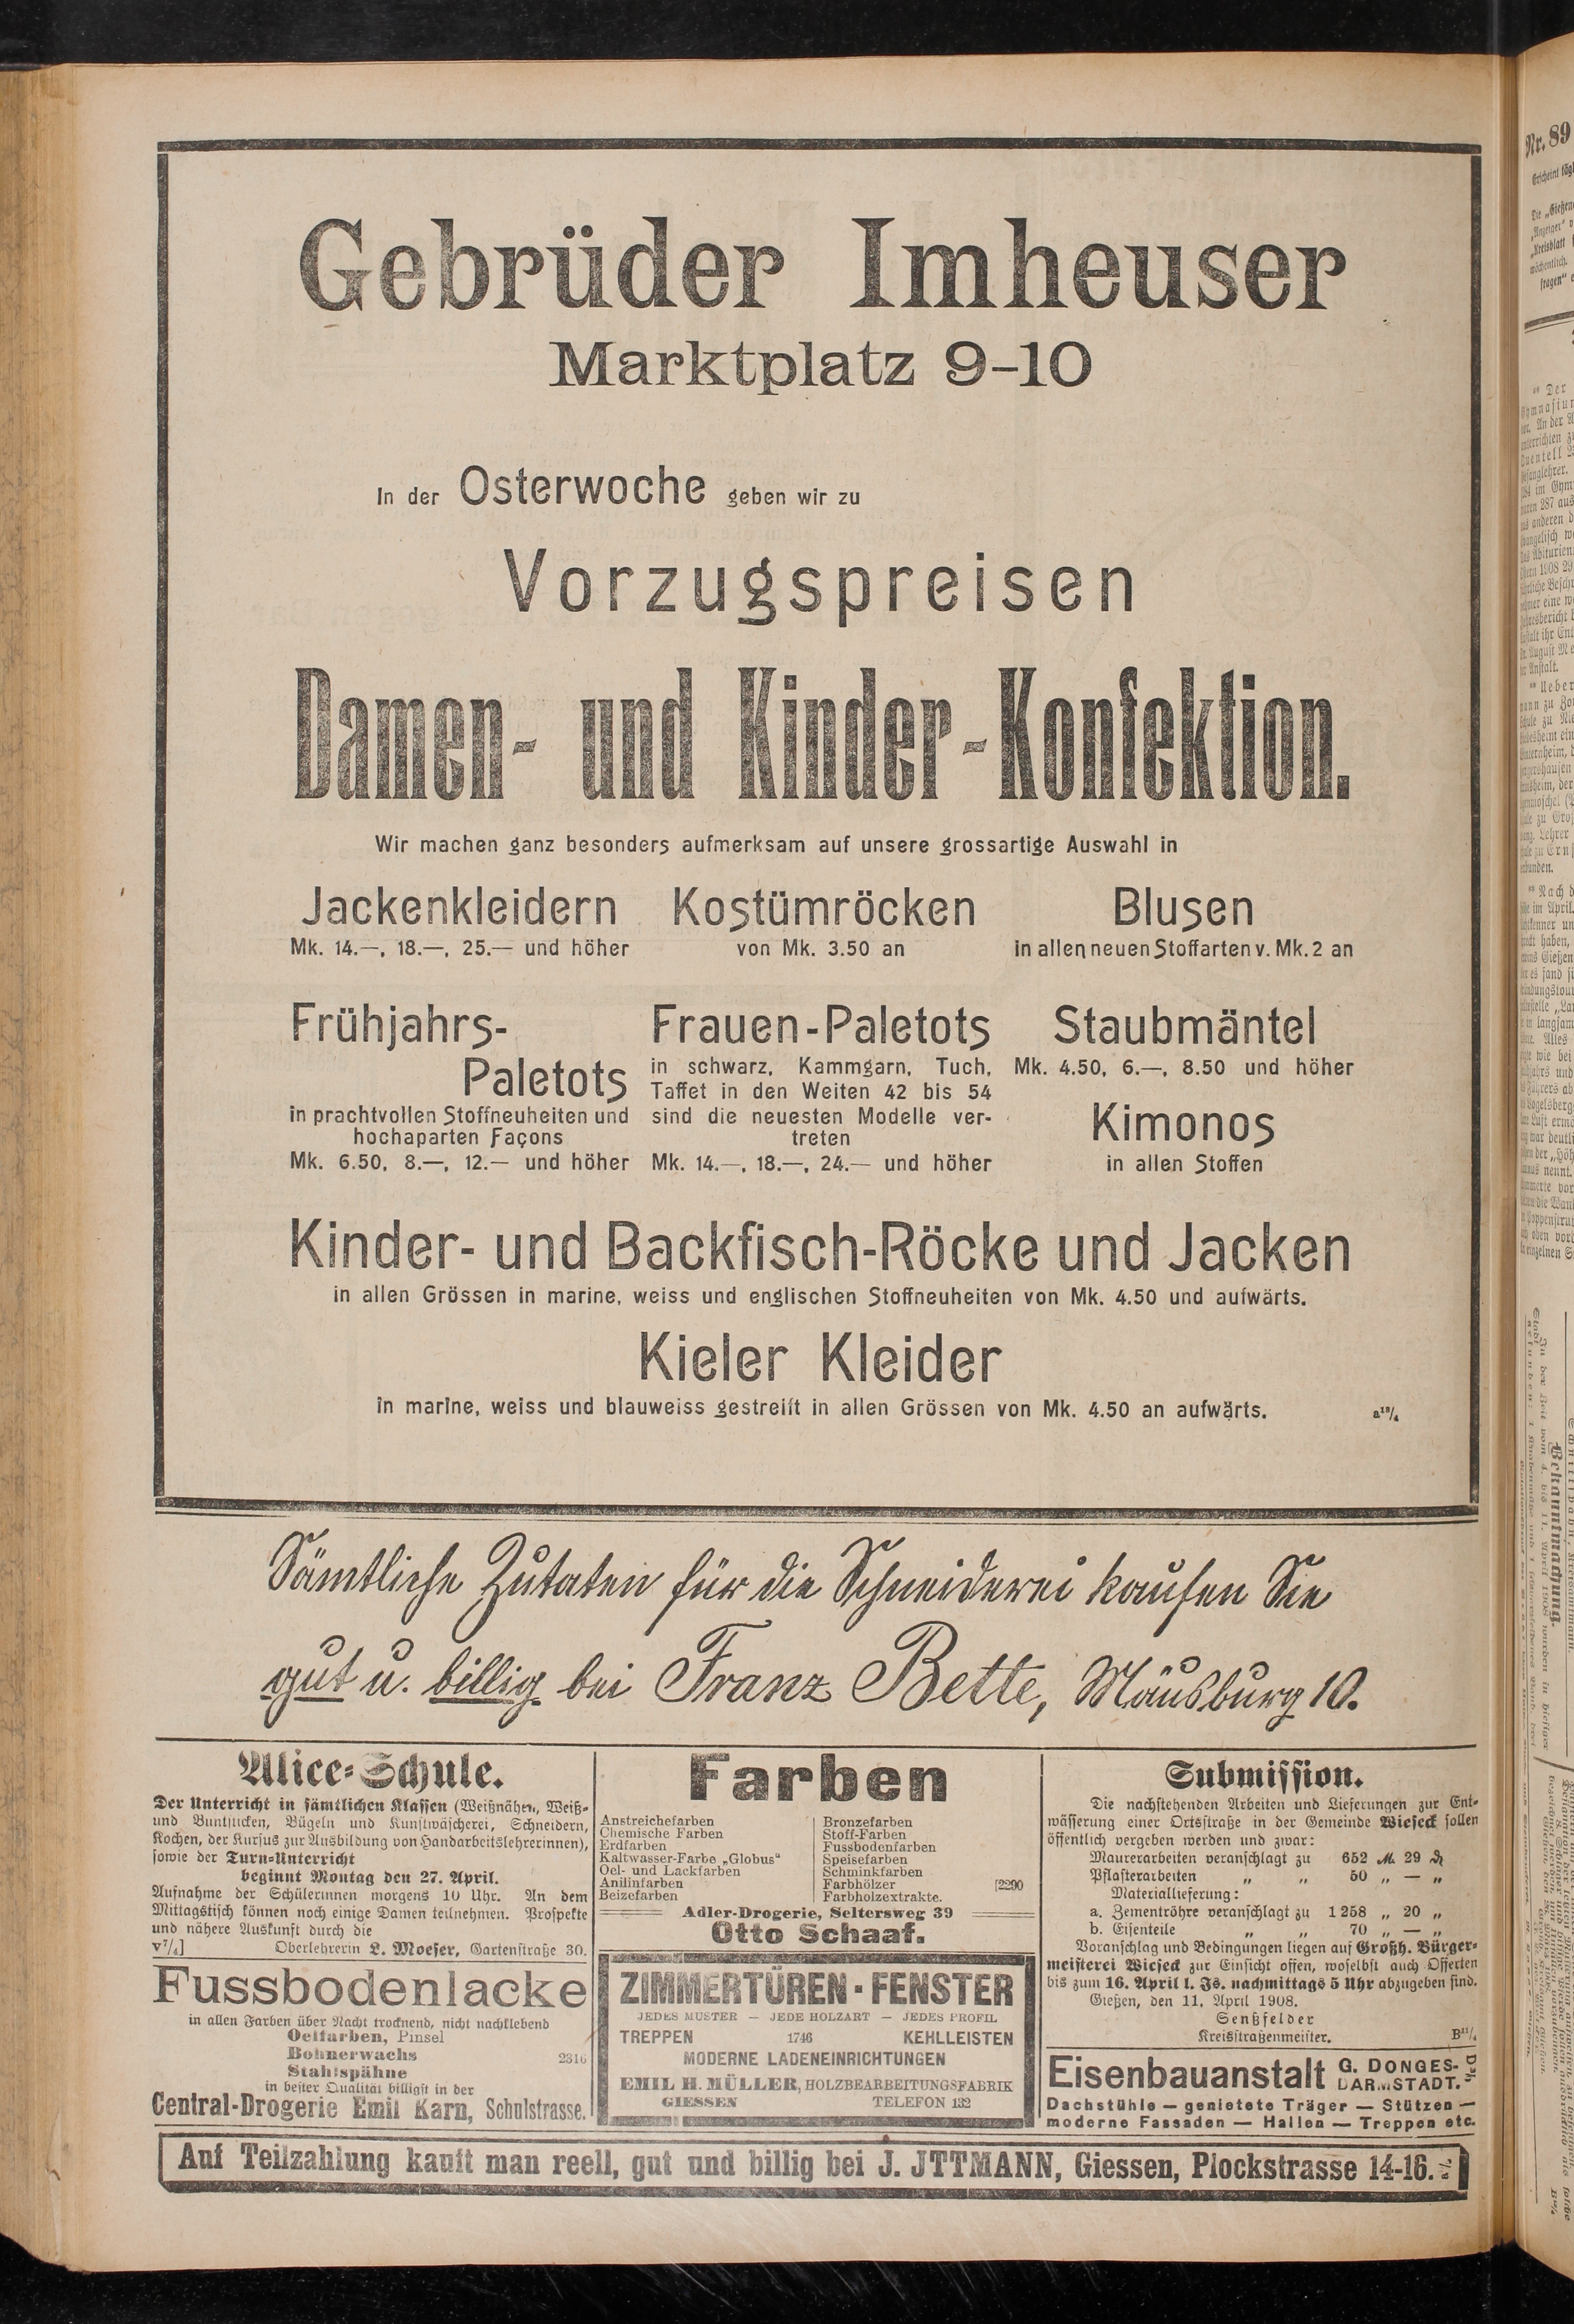 Gebrüder Imheuser
Marktplatz 9-10
In der Osterwoche geben wir zu
Vorzugspreisen
Damen- und Kinder-Konfektion.
Wir machen ganz besonders aufmerksam auf unsere grossartige Auswahl in
Jackenkleidern
Mk. 14.—, 18.—, 25.— und höher
Kostümröcken
von Mk. 3.50 an
Blusen
in allen neuen Stoffarten v. Mk. 2 an
Frühjahrs-
Paletots
in prachtvollen Stoffneuheiten und
hochaparten Façons
Mk. 6.50, 8.—, 12.— und höher
Frauen-Paletots
in schwarz, Kammgarn, Tuch,
Taffet in den Weiten 42 bis 54
sind die neuesten Modelle ver-
treten
Mk. 14.—, 18.—, 24.— und höher
Staubmäntel
Mk. 4.50, 6.—, 8.50 und höher
Kimonos
in allen Stoffen
Kinder- und Backfisch-Röcke und Jacken
in allen Grössen in marine, weiss und englischen Stoffneuheiten von Mk. 4.50 und aufwärts.
Kieler Kleider
in marine, weiss und blauweiss gestreift in allen Grössen von Mk. 4.50 an aufwärts.
Sämtliche Zutaten für die Schneiderei kaufen Sie
gut u. billig bei Franz Bette, Mäusburg 10.
Alice-Schule.
Der Unterricht in sämtlichen Klassen (Weißnähen, Weiß-
und Buntsticken, Bügeln und Kunstwäscherei, Schneidern,
Kochen, der Kursus zur Ausbildung von Handarbeitslehrerinnen),
sowie der Turn-Unterricht
beginnt Montag den 27. April.
Aufnahme der Schülerinnen morgens 10 Uhr. An dem
Mittagstisch können noch einige Damen teilnehmen. Prospekte
und nähere Auskunft durch die
v7/4] Oberlehrerin L. Moeser, Gartenstraße 30.
Fussbodenlacke
in allen Farben über Nacht trocknend, nicht nachklebend
Oelfarben, Pinsel
Bohnerwachs 2316
Stahlspähne
in bester Qualität billigst in der
Central-Drogerie Emil Karn, Schulstrasse.
Farben
Anstreichefarben
Chemische Farben
Erdfarben
Kaltwasser-Farbe „Globus“
Oel- und Lackfarben
Anilinfarben
Beizefarben
Bronzefarben
Stoff-Farben
Fussbodenfarben
Speisefarben
Schminkfarben
Farbhölzer [2290
Farbholzextrakte.
Adler-Drogerie, Seltersweg 39
Otto Schaaf.
ZIMMERTÜREN · FENSTER
JEDES MUSTER — JEDE HOLZART — JEDES PROFIL
TREPPEN 1746 KEHLLEISTEN
MODERNE LADENEINRICHTUNGEN
EMIL H. MÜLLER, HOLZBEARBEITUNGSFABRIK
GIESSEN TELEFON 132
Submission.
Die nachstehenden Arbeiten und Lieferungen zur Ent-
wässerung einer Ortsstraße in der Gemeinde Wieseck sollen
öffentlich vergeben werden und zwar:
Maurerarbeiten veranschlagt zu 652 M. 29 ₰
Pflasterarbeiten „ „ 50 „ — „
Materiallieferung:
a. Zementröhre veranschlagt zu 1258 „ 20 „
b. Eisenteile „ „ 70 „ — „
Voranschlag und Bedingungen liegen auf Großh. Bürger-
meisterei Wieseck zur Einsicht offen, woselbst auch Offerten
bis zum 16. April l. Js. nachmittags 5 Uhr abzugeben sind.
Gießen, den 11. April 1908.
Senßfelder
Kreisstraßenmeister. B11/4
Eisenbauanstalt G. DONGES-
DARMSTADT.
Dachstühle — genietete Träger — Stützen —
moderne Fassaden — Hallen — Treppen etc.
Auf Teilzahlung kauft man reell, gut und billig bei J. JTTMANN, Giessen, Plockstrasse 14-16.
Nr. 89
Bekanntmachung.